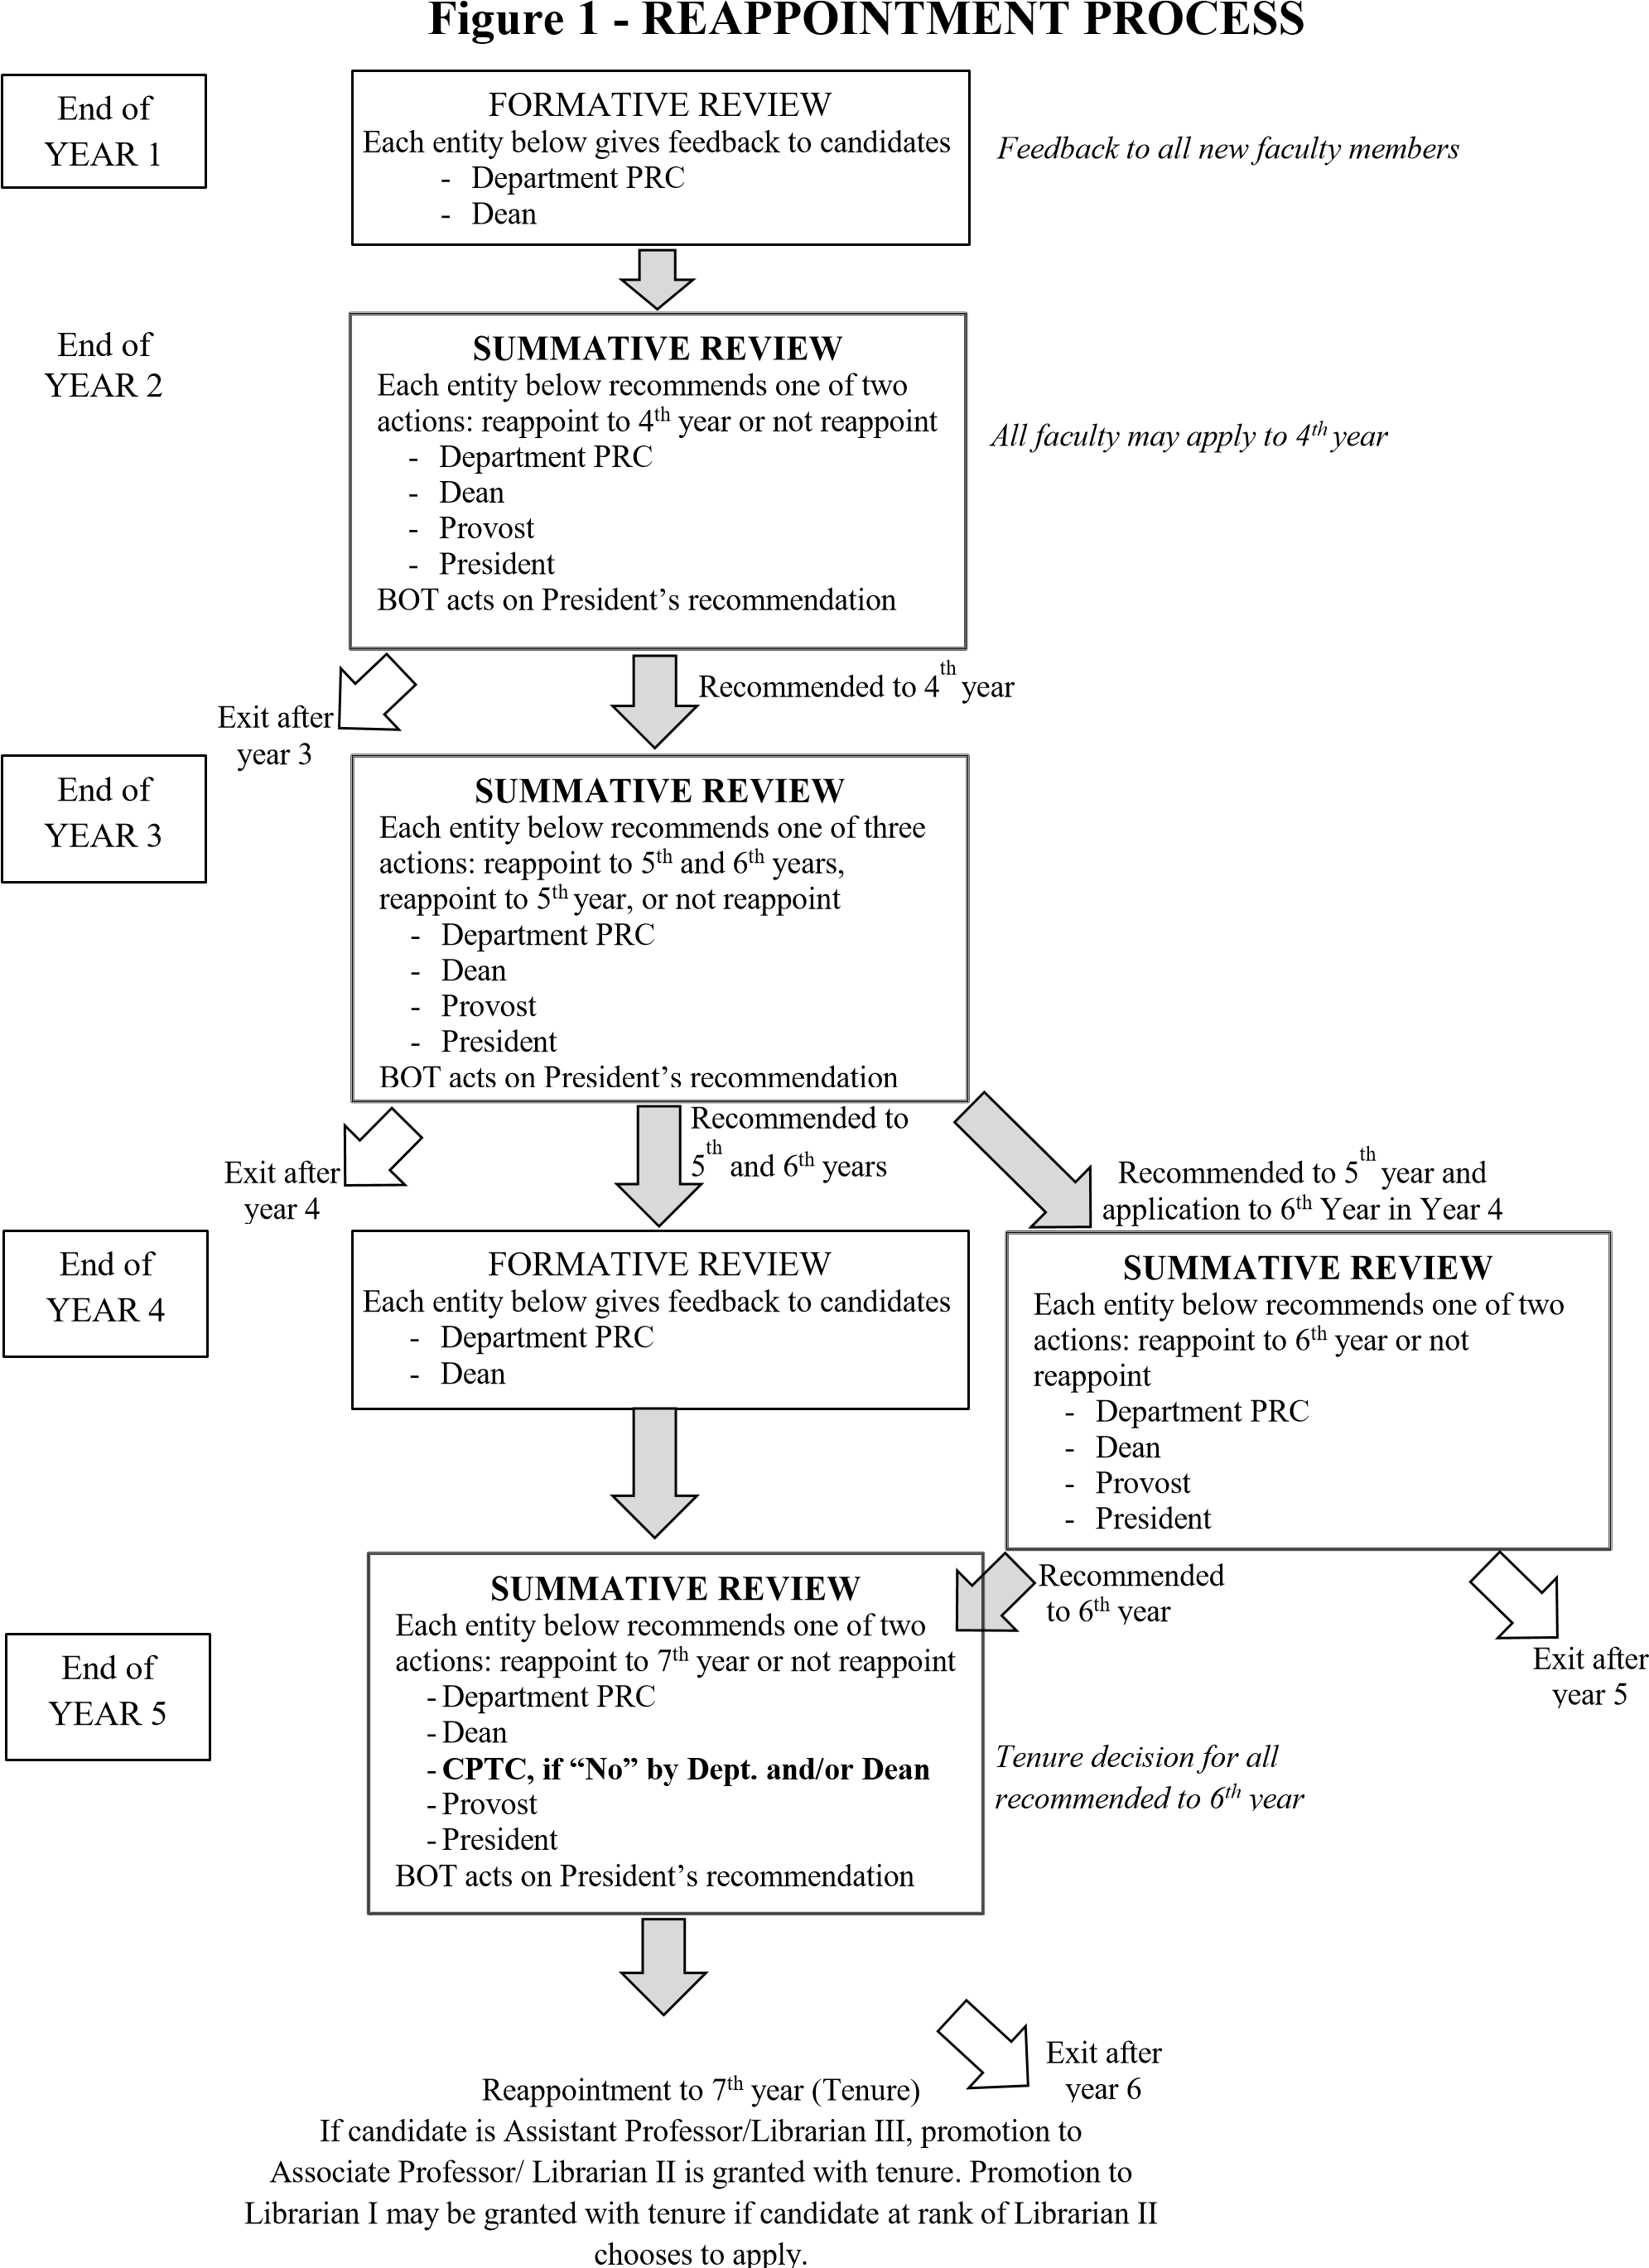 Figure 1 - REAPPOINTMENT PROCESS
End of
YEAR 1
FORMATIVE REVIEW
Each entity below gives feedback to candidates
- Department PRC
- Dean
Feedback to all new faculty members
End of
YEAR 2
SUMMATIVE REVIEW
Each entity below recommends one of two
actions: reappoint to 4th year or not reappoint
- Department PRC
- Dean
- Provost
- President
BOT acts on President’s recommendation
All faculty may apply to 4th year
Exit after
year 3
Recommended to 4th year
End of
YEAR 3
SUMMATIVE REVIEW
Each entity below recommends one of three
actions: reappoint to 5th and 6th years,
reappoint to 5th year, or not reappoint
- Department PRC
- Dean
- Provost
- President
BOT acts on President’s recommendation
Exit after
year 4
Recommended to
5th and 6th years
Recommended to 5th year and
application to 6th Year in Year 4
End of
YEAR 4
FORMATIVE REVIEW
Each entity below gives feedback to candidates
- Department PRC
- Dean
SUMMATIVE REVIEW
Each entity below recommends one of two
actions: reappoint to 6th year or not
reappoint
- Department PRC
- Dean
- Provost
- President
Recommended
to 6th year
Exit after
year 5
End of
YEAR 5
SUMMATIVE REVIEW
Each entity below recommends one of two
actions: reappoint to 7th year or not reappoint
- Department PRC
- Dean
- CPTC, if “No” by Dept. and/or Dean
- Provost
- President
BOT acts on President’s recommendation
Tenure decision for all
recommended to 6th year
Exit after
year 6
Reappointment to 7th year (Tenure)
If candidate is Assistant Professor/Librarian III, promotion to
Associate Professor/ Librarian II is granted with tenure. Promotion to
Librarian I may be granted with tenure if candidate at rank of Librarian II
chooses to apply.